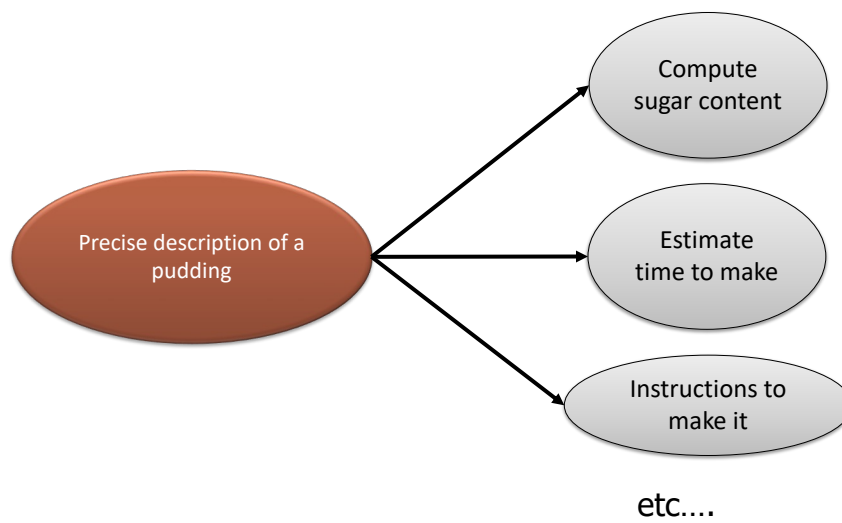 Precise description of a
pudding
Compute
sugar content
Estimate
time to make
Instructions to
make it
etc….